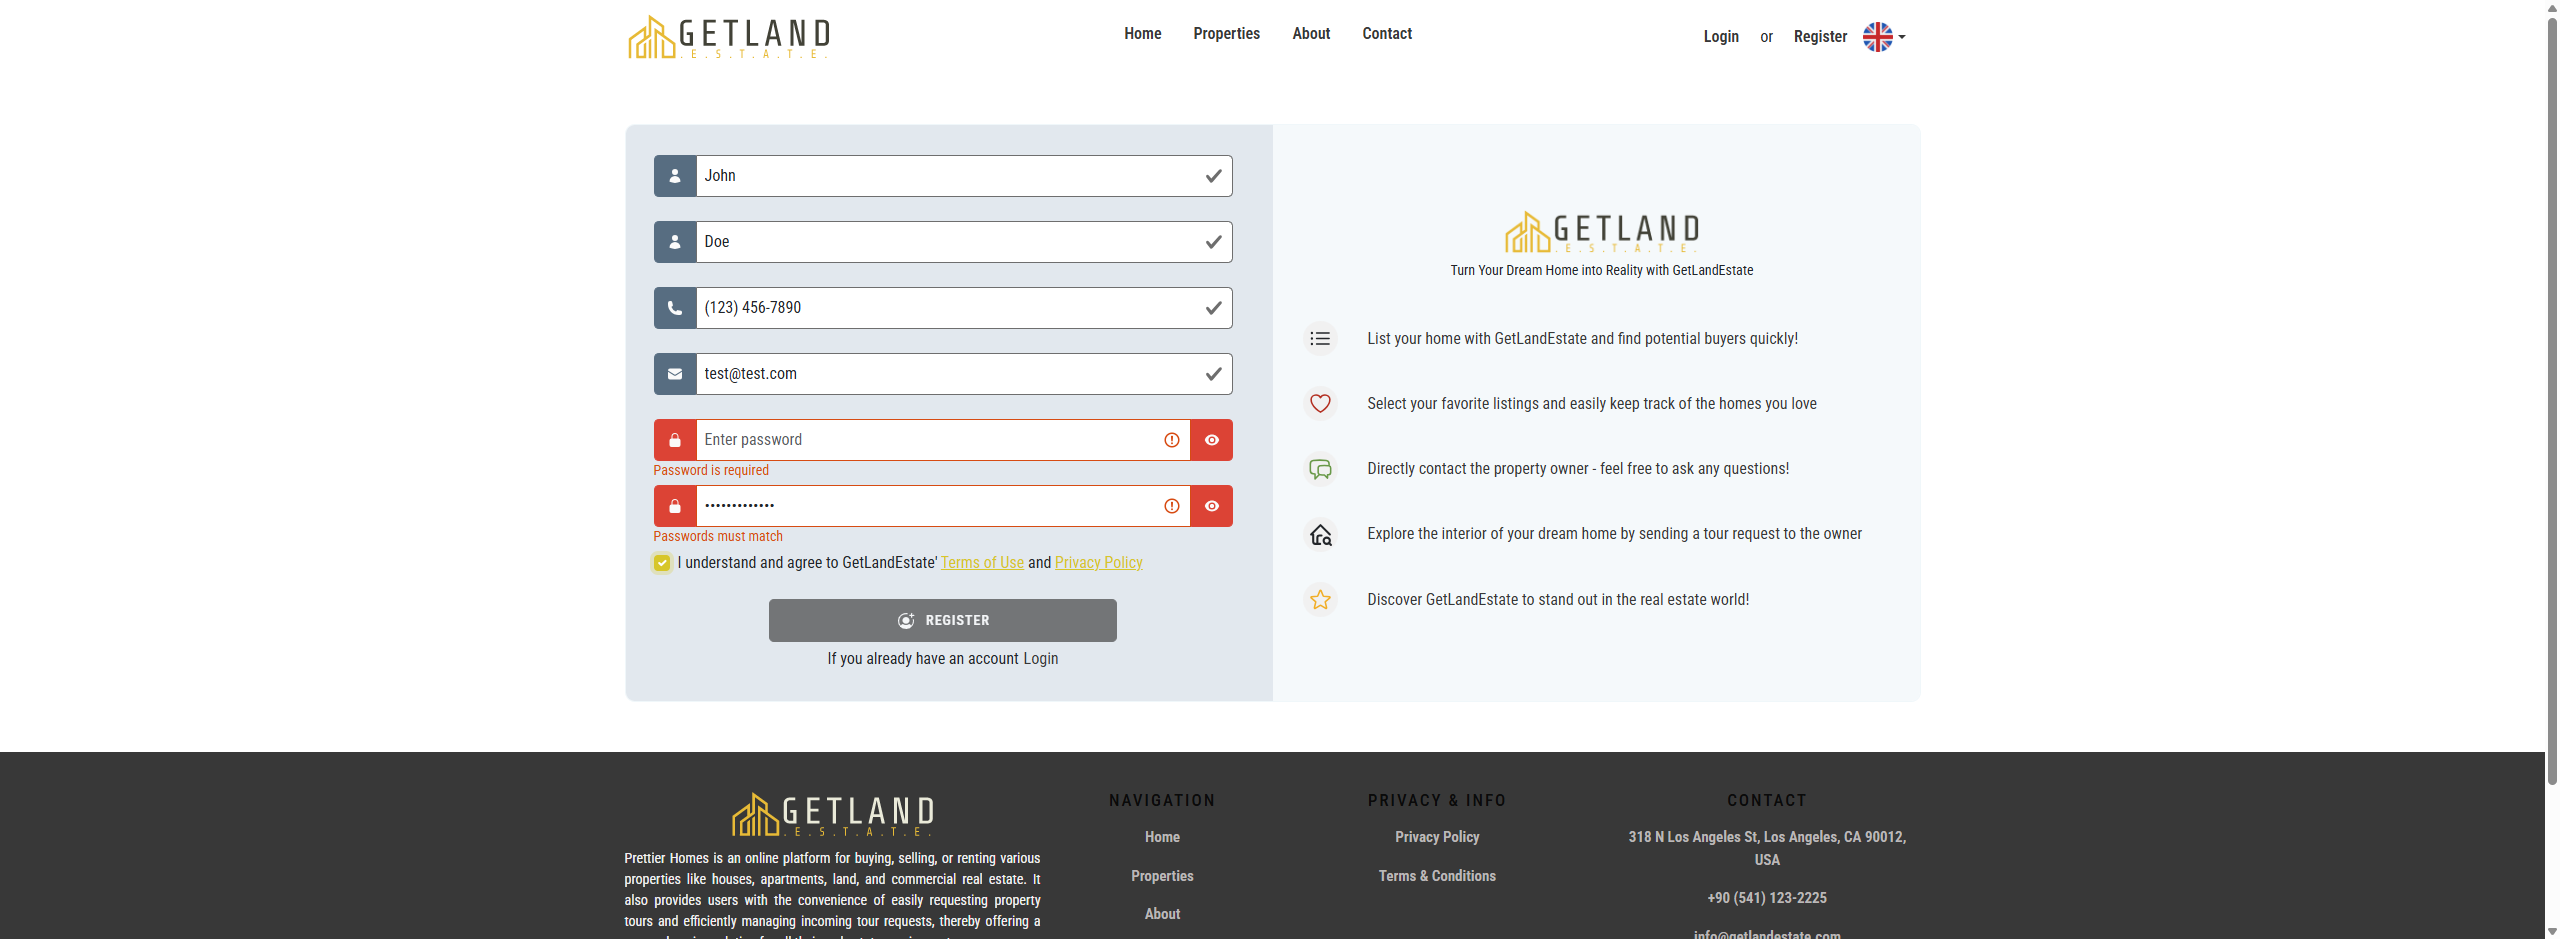 GETLAND
.E.S.T.A.T.E.
Home Properties About Contact
Login or Register
John
Doe
(123) 456-7890
test@test.com
Enter password
Password is required
•••••••••••••
Passwords must match
I understand and agree to GetLandEstate' Terms of Use and Privacy Policy
REGISTER
If you already have an account Login
GETLAND
.E.S.T.A.T.E.
Turn Your Dream Home into Reality with GetLandEstate
List your home with GetLandEstate and find potential buyers quickly!
Select your favorite listings and easily keep track of the homes you love
Directly contact the property owner - feel free to ask any questions!
Explore the interior of your dream home by sending a tour request to the owner
Discover GetLandEstate to stand out in the real estate world!
GETLAND
.E.S.T.A.T.E.
Prettier Homes is an online platform for buying, selling, or renting various
properties like houses, apartments, land, and commercial real estate. It
also provides users with the convenience of easily requesting property
tours and efficiently managing incoming tour requests, thereby offering a
NAVIGATION
Home
Properties
About
PRIVACY & INFO
Privacy Policy
Terms & Conditions
CONTACT
318 N Los Angeles St, Los Angeles, CA 90012,
USA
+90 (541) 123-2225
info@getlandestate.com